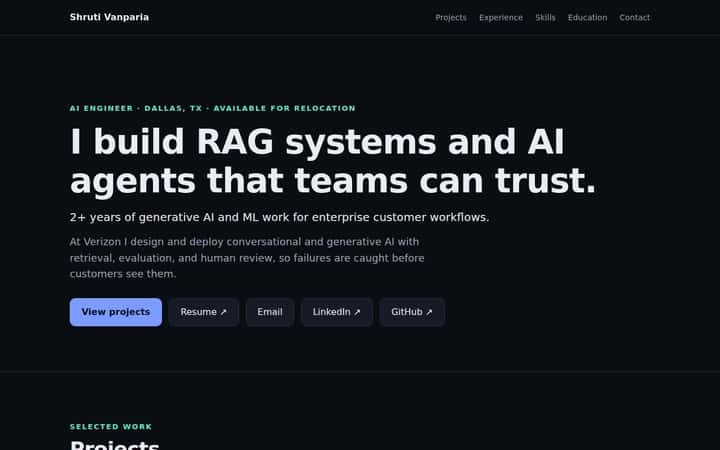 Shruti Vanparia
Projects Experience Skills Education Contact
AI ENGINEER · DALLAS, TX · AVAILABLE FOR RELOCATION
I build RAG systems and AI
agents that teams can trust.
2+ years of generative AI and ML work for enterprise customer workflows.
At Verizon I design and deploy conversational and generative AI with
retrieval, evaluation, and human review, so failures are caught before
customers see them.
View projects Resume ↗ Email LinkedIn ↗ GitHub ↗
SELECTED WORK
Projects